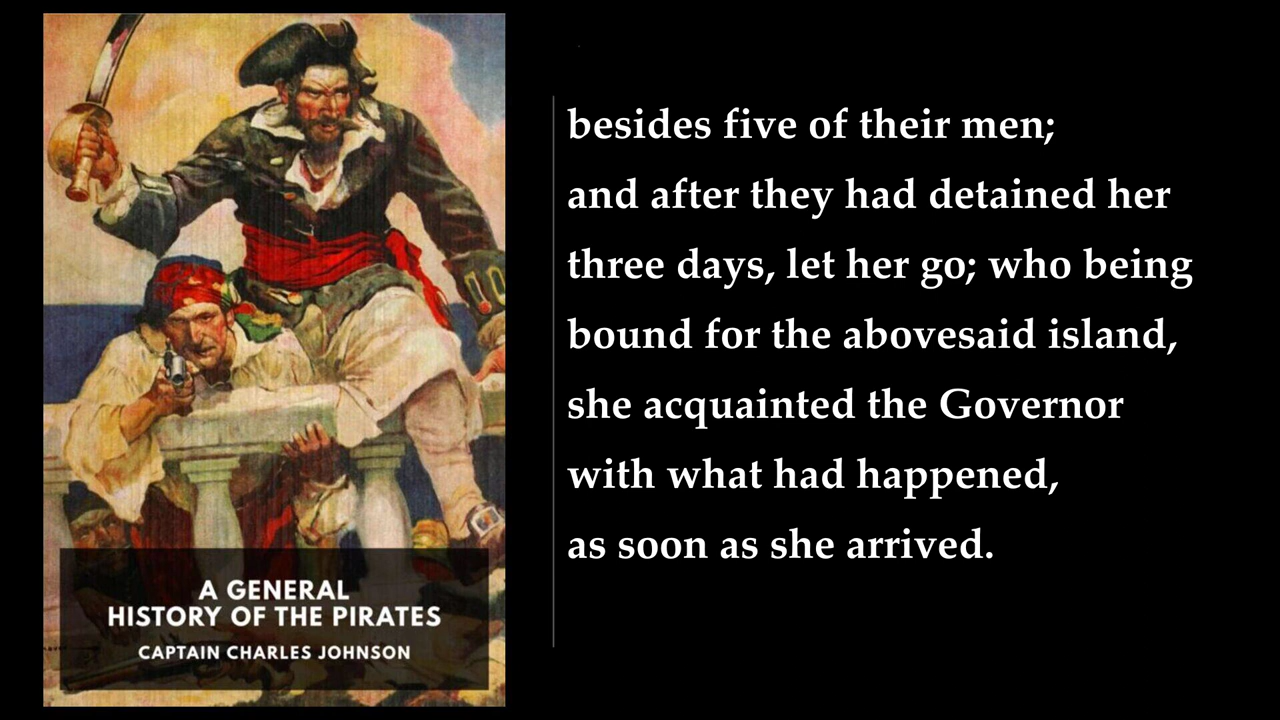 besides five of their men;
and after they had detained her
three days, let her go; who being
bound for the abovesaid island,
she acquainted the Governor
with what had happened,
as soon as she arrived.
A GENERAL
HISTORY OF THE PIRATES
CAPTAIN CHARLES JOHNSON